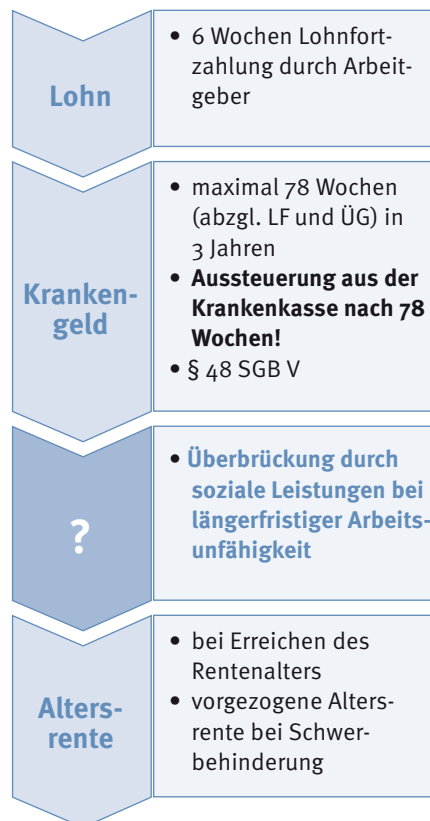 Lohn
• 6 Wochen Lohnfort-
zahlung durch Arbeit-
geber
Kranken-
geld
• maximal 78 Wochen
(abzgl. LF und ÜG) in
3 Jahren
• Aussteuerung aus der
Krankenkasse nach 78
Wochen!
• § 48 SGB V
?
• Überbrückung durch
soziale Leistungen bei
längerfristiger Arbeits-
unfähigkeit
Alters-
rente
• bei Erreichen des
Rentenalters
• vorgezogene Alters-
rente bei Schwer-
behinderung